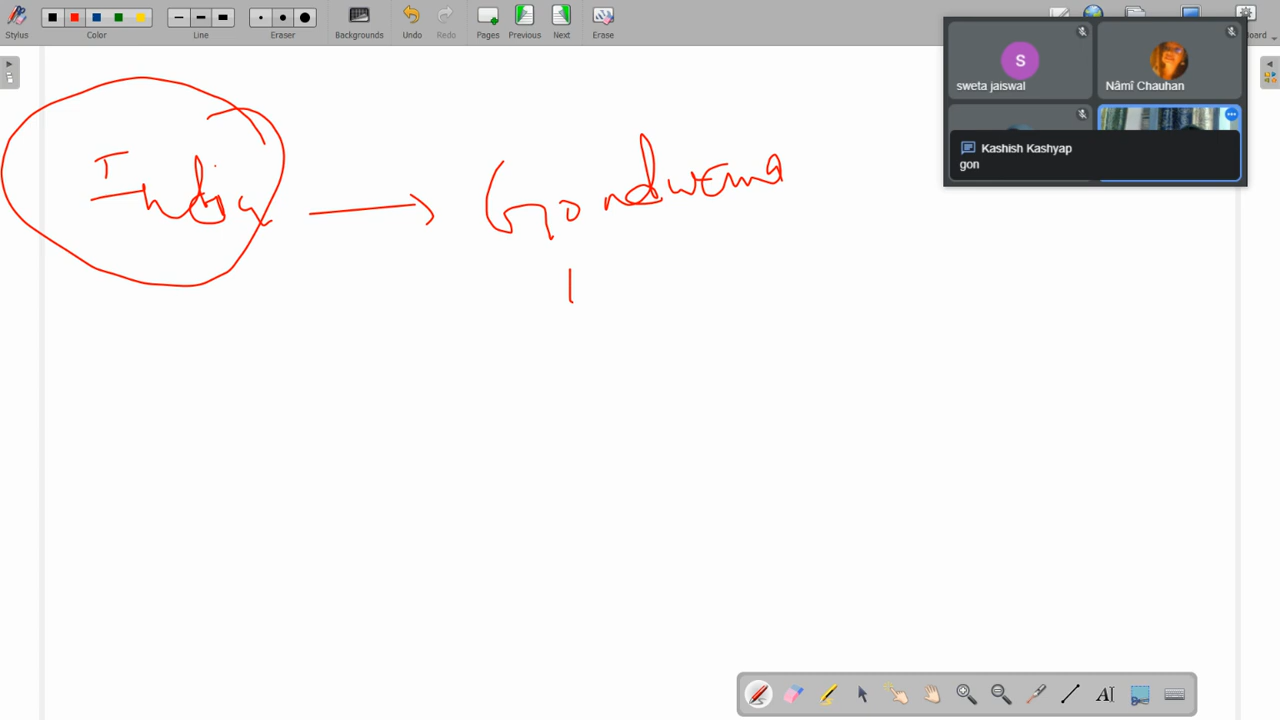 Stylus Color Line Eraser Backgrounds Undo Redo Pages Previous Next Erase
S
sweta jaiswal Nâmî Chauhan
Kashish Kashyap
gon
India → Gondwana